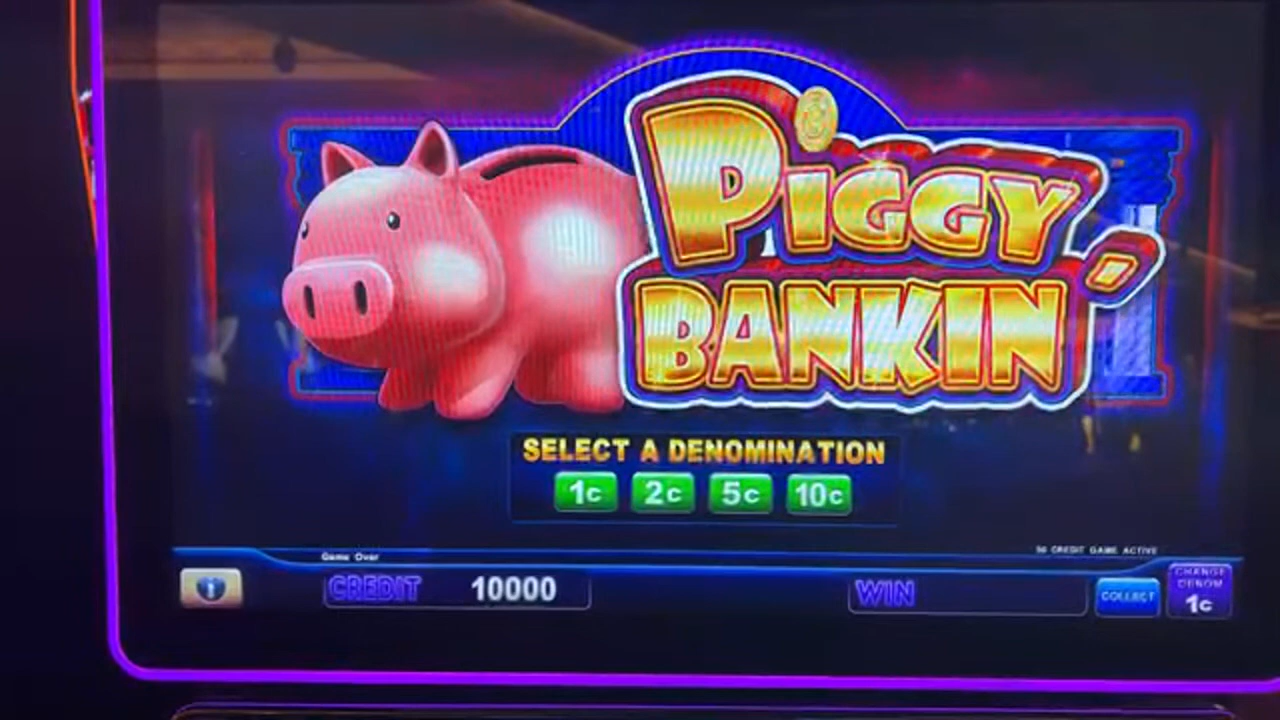 PIGGY
BANKIN'
SELECT A DENOMINATION
1c 2c 5c 10c
Game Over
50 CREDIT GAME ACTIVE
CREDIT 10000
WIN
COLLECT
CHANGE
DENOM
1c